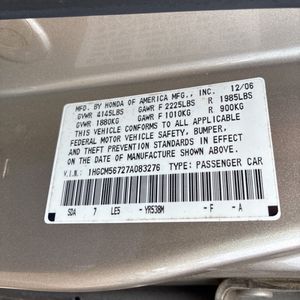 MFD. BY HONDA OF AMERICA MFG., INC. 12/06
GVWR 4145LBS GAWR F 2225LBS R 1985LBS
GVWR 1880KG GAWR F 1010KG R 900KG
THIS VEHICLE CONFORMS TO ALL APPLICABLE
FEDERAL MOTOR VEHICLE SAFETY, BUMPER,
AND THEFT PREVENTION STANDARDS IN EFFECT
ON THE DATE OF MANUFACTURE SHOWN ABOVE.
V.I.N.: 1HGCM56727A083276 TYPE: PASSENGER CAR
SDA 7 LE5 - YR538M - F - A